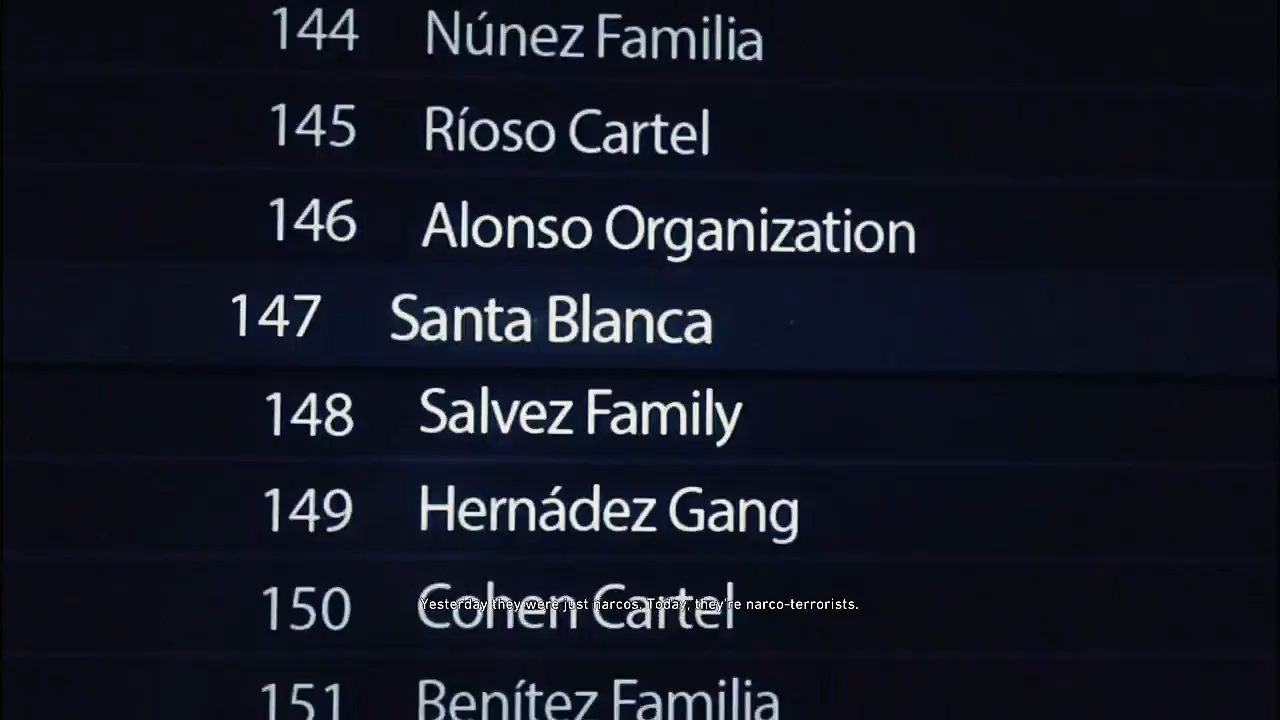 144 Núnez Familia
145 Ríoso Cartel
146 Alonso Organization
147 Santa Blanca
148 Salvez Family
149 Hernádez Gang
150 Cohen Cartel
Yesterday they were just narcos. Today, they're narco-terrorists.
151 Benítez Familia